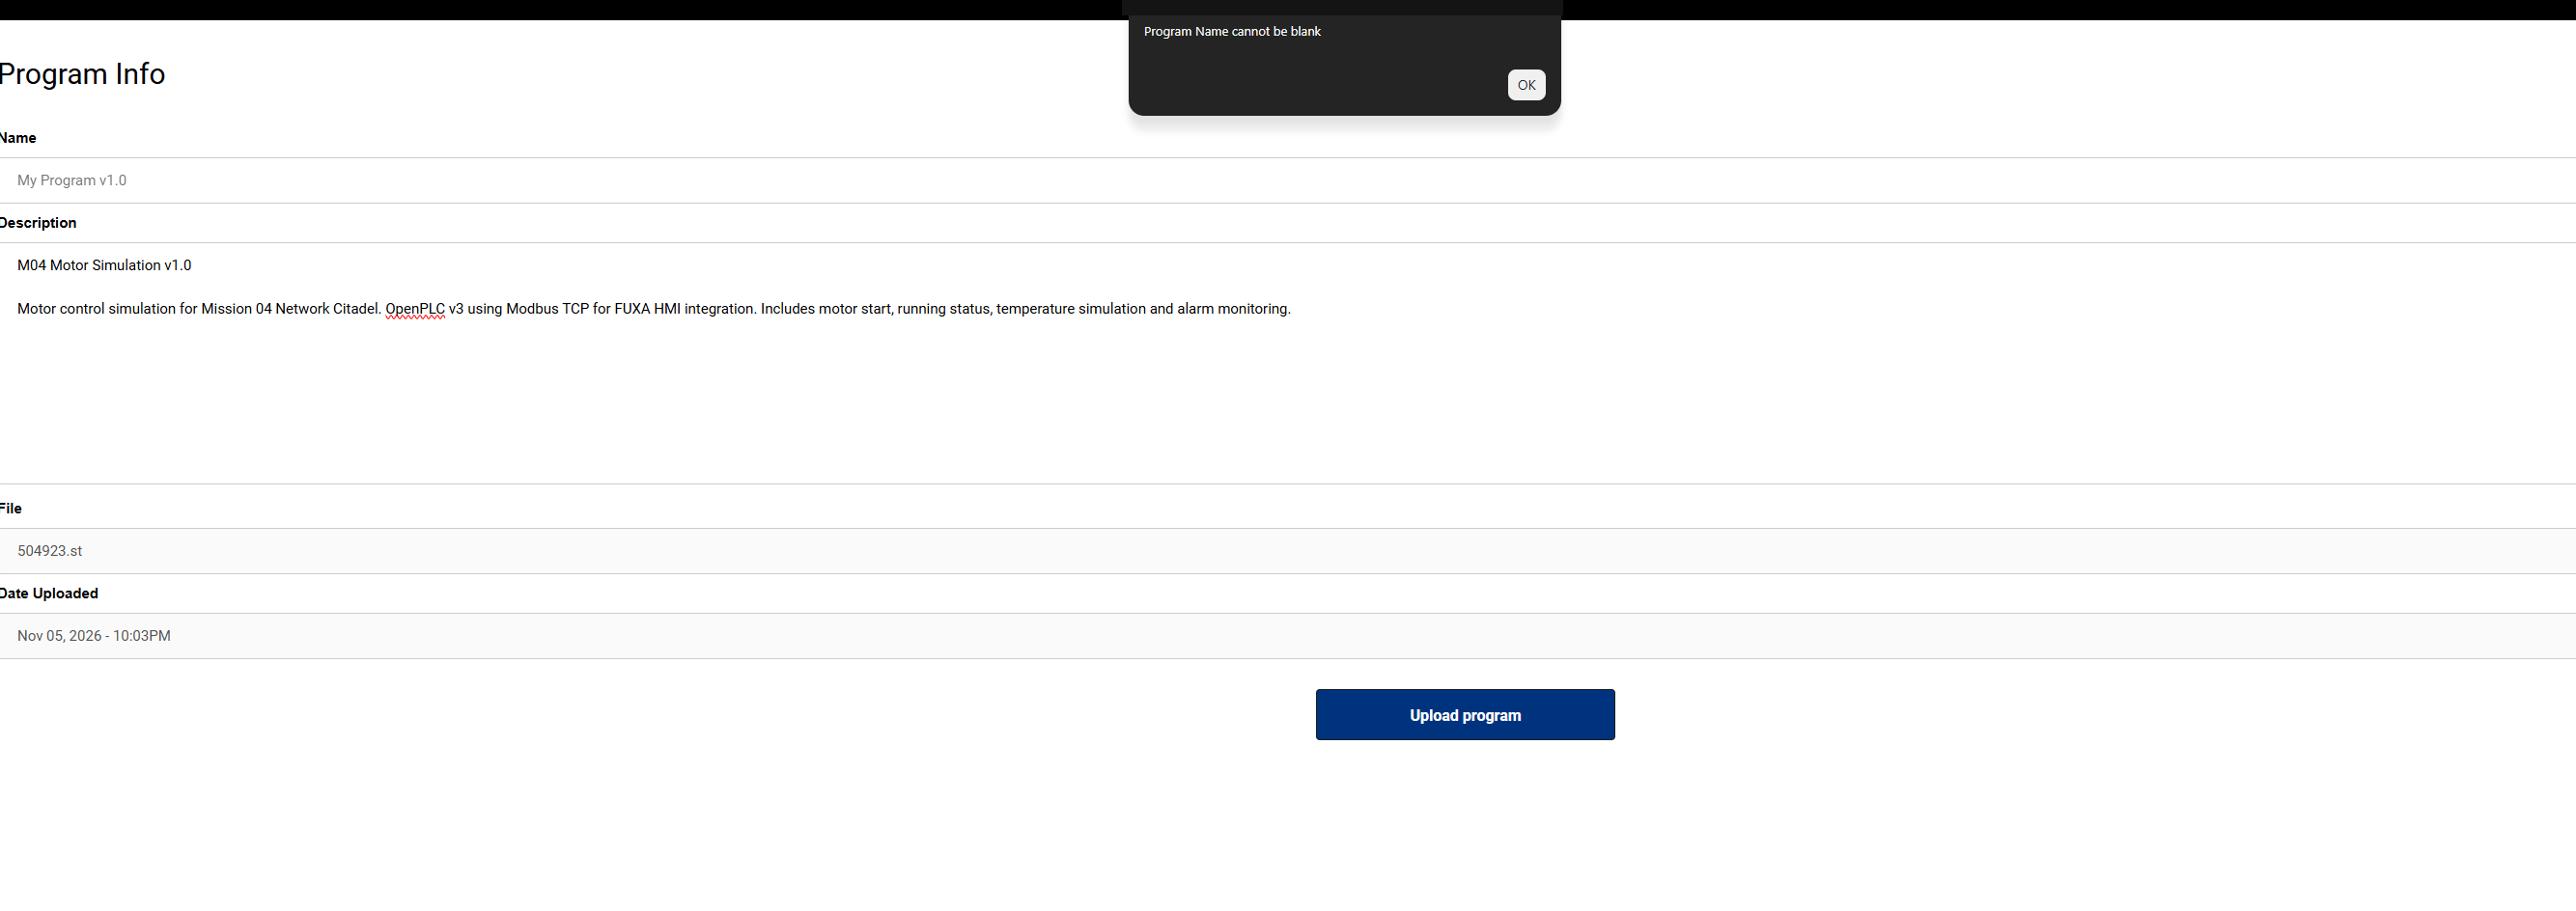 Program Name cannot be blank
OK
Program Info
Name
My Program v1.0
Description
M04 Motor Simulation v1.0
Motor control simulation for Mission 04 Network Citadel. OpenPLC v3 using Modbus TCP for FUXA HMI integration. Includes motor start, running status, temperature simulation and alarm monitoring.
File
504923.st
Date Uploaded
Nov 05, 2026 - 10:03PM
Upload program